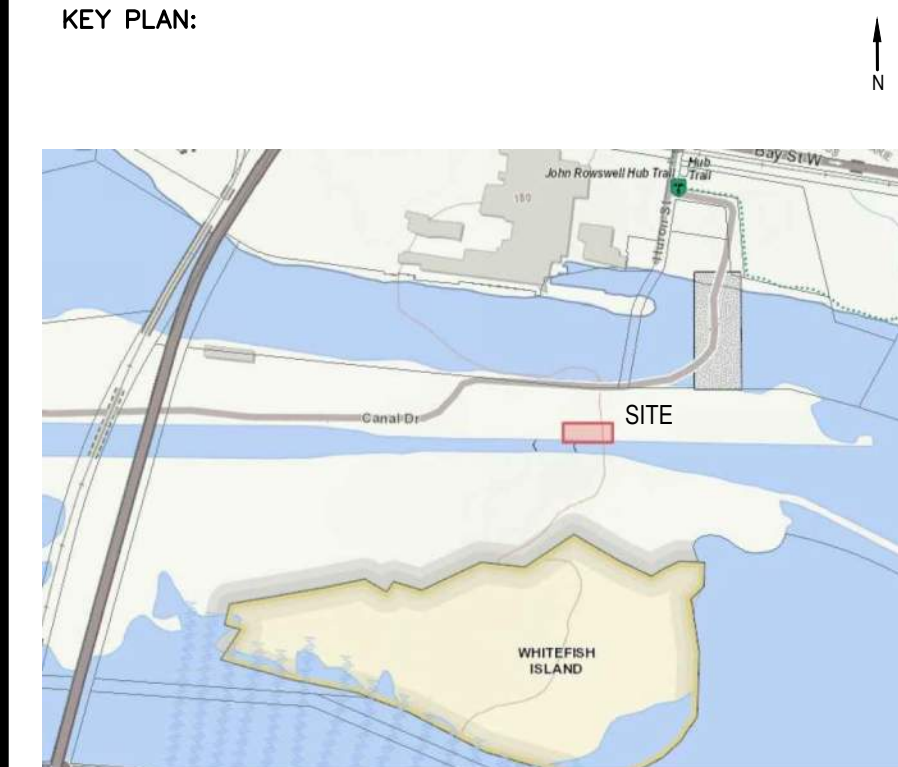 KEY PLAN:
N
Bay St W
Hub
John Rowswell Hub Trail
Trail
180
Huron St
SITE
Canal Dr
WHITEFISH
ISLAND